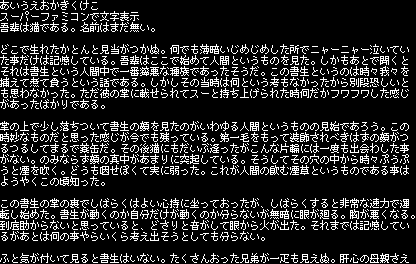 あいうえおかきくけこ
スーパーファミコンで文字表示
吾輩は猫である。名前はまだ無い。
どこで生れたかとんと見当がつかぬ。何でも薄暗いじめじめした所でニャーニャー泣いてい
た事だけは記憶している。吾輩はここで始めて人間というものを見た。しかもあとで聞くと
それは書生という人間中で一番獰悪な種族であったそうだ。この書生というのは時々我々を
捕えて煮て食うという話である。しかしその当時は何という考もなかったから別段恐しいと
も思わなかった。ただ彼の掌に載せられてスーと持ち上げられた時何だかフワフワした感じ
があったばかりである。
掌の上で少し落ちついて書生の顔を見たのがいわゆる人間というものの見始であろう。この
時妙なものだと思った感じが今でも残っている。第一毛をもって装飾されべきはずの顔がつ
るつるしてまるで薬缶だ。その後猫にもだいぶ逢ったがこんな片輪には一度も出会わした事
がない。のみならず顔の真中があまりに突起している。そうしてその穴の中から時々ぷうぷ
うと煙を吹く。どうも咽せぽくて実に弱った。これが人間の飲む煙草というものである事は
ようやくこの頃知った。
この書生の掌の裏でしばらくはよい心持に坐っておったが、しばらくすると非常な速力で運
転し始めた。書生が動くのか自分だけが動くのか分らないが無暗に眼が廻る。胸が悪くなる。
到底助からないと思っていると、どさりと音がして眼から火が出た。それまでは記憶してい
るがあとは何の事やらいくら考え出そうとしても分らない。
ふと気が付いて見ると書生はいない。たくさんおった兄弟が一疋も見えぬ。肝心の母親さえ